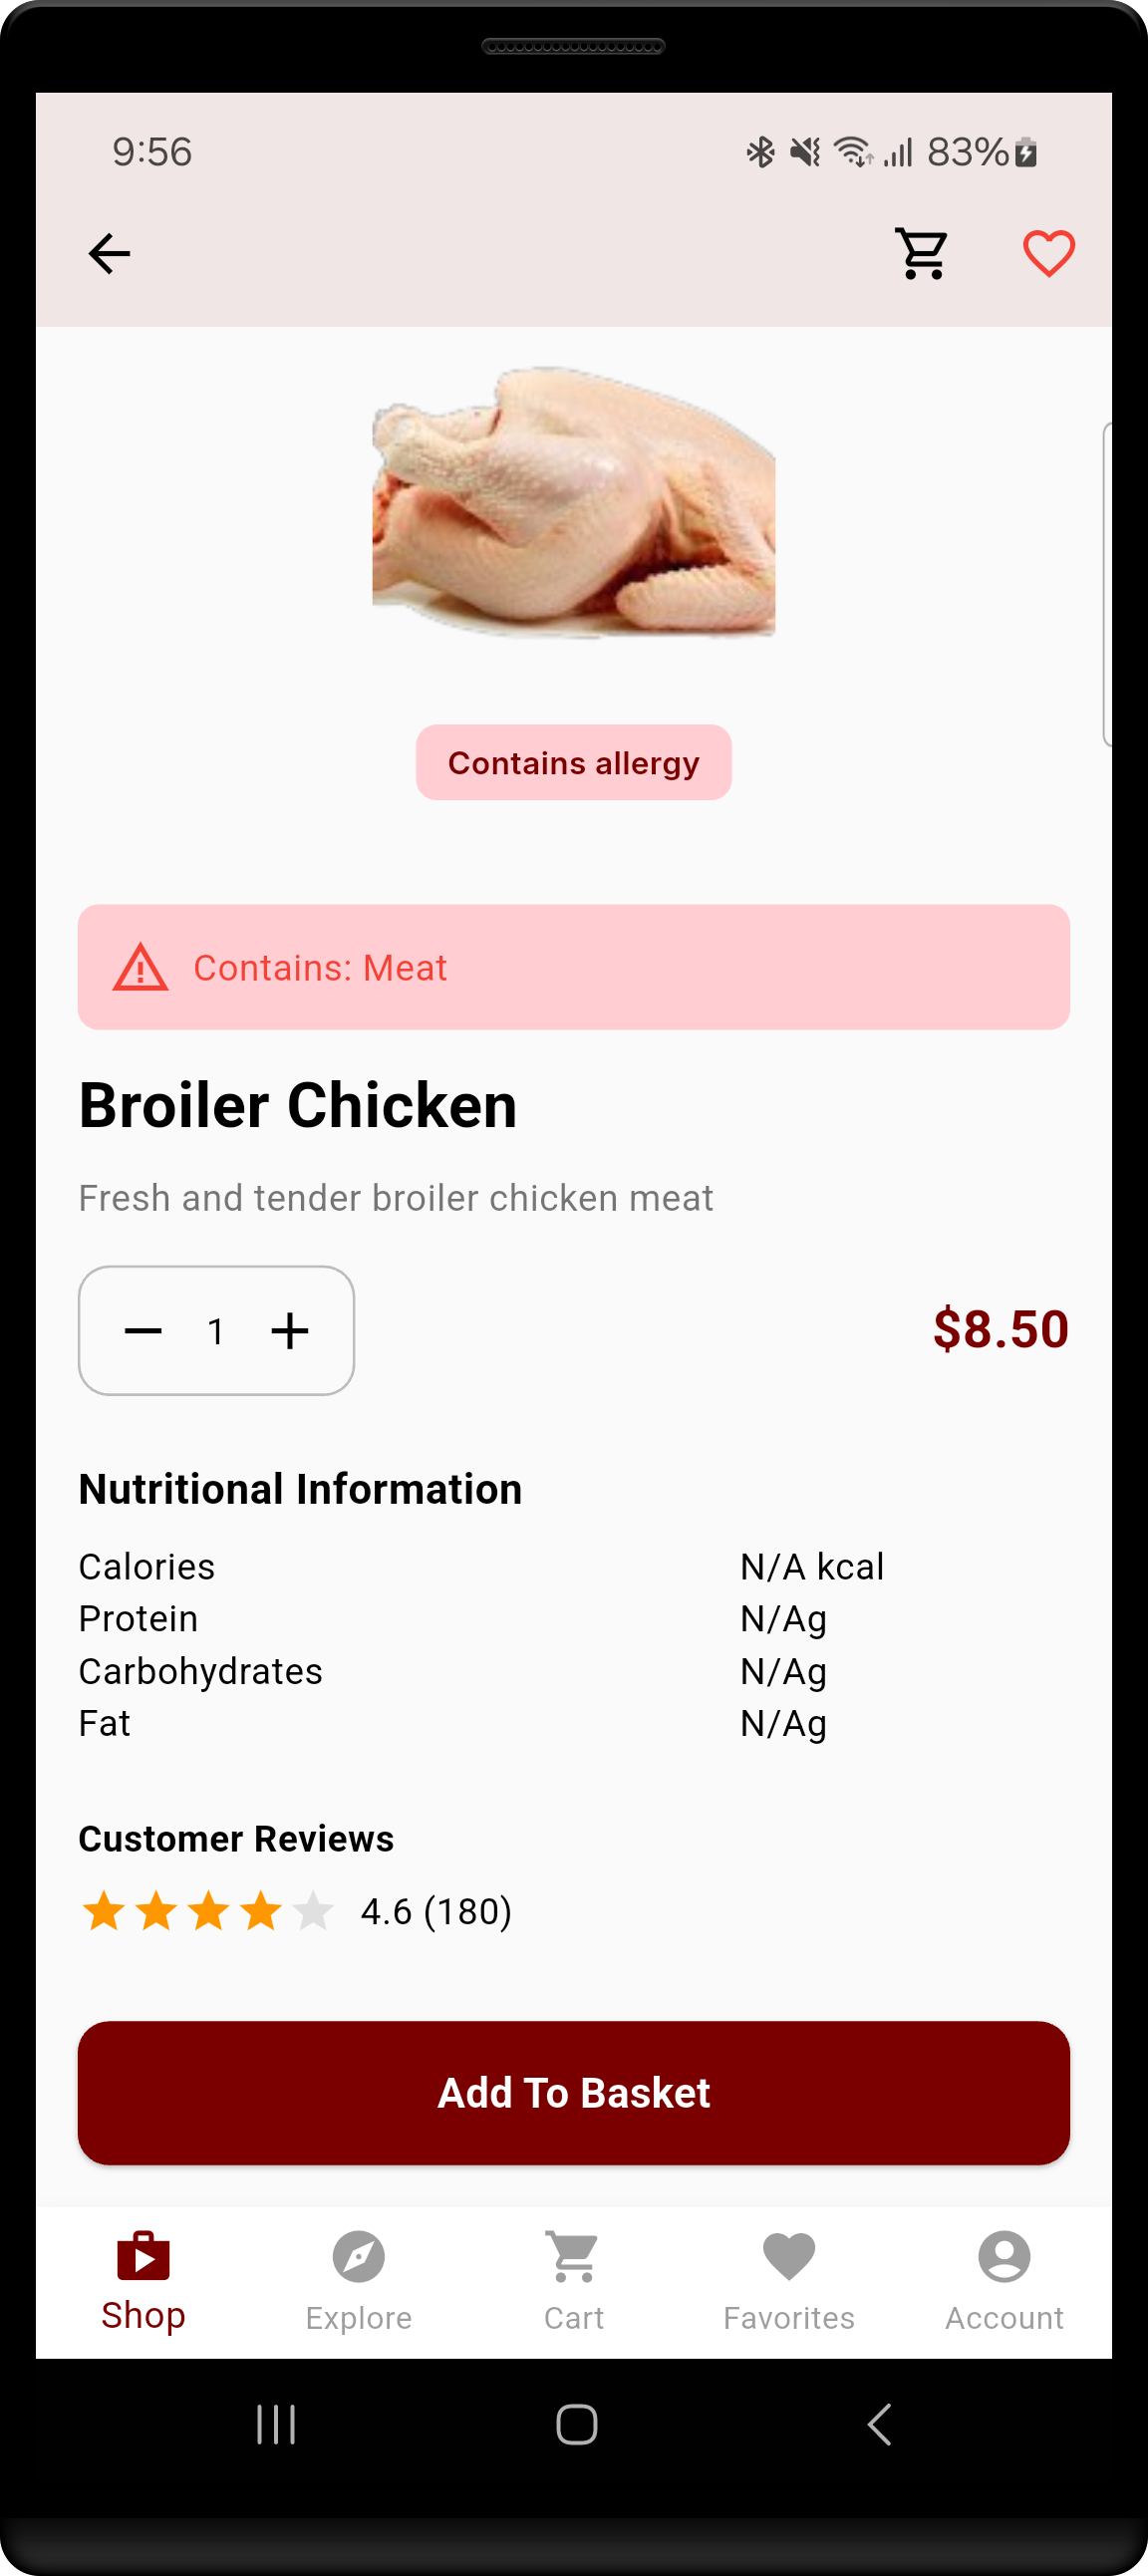 9:56 83%
Contains allergy
Contains: Meat
Broiler Chicken
Fresh and tender broiler chicken meat
1
$8.50
Nutritional Information
Calories N/A kcal
Protein N/Ag
Carbohydrates N/Ag
Fat N/Ag
Customer Reviews
4.6 (180)
Add To Basket
Shop Explore Cart Favorites Account